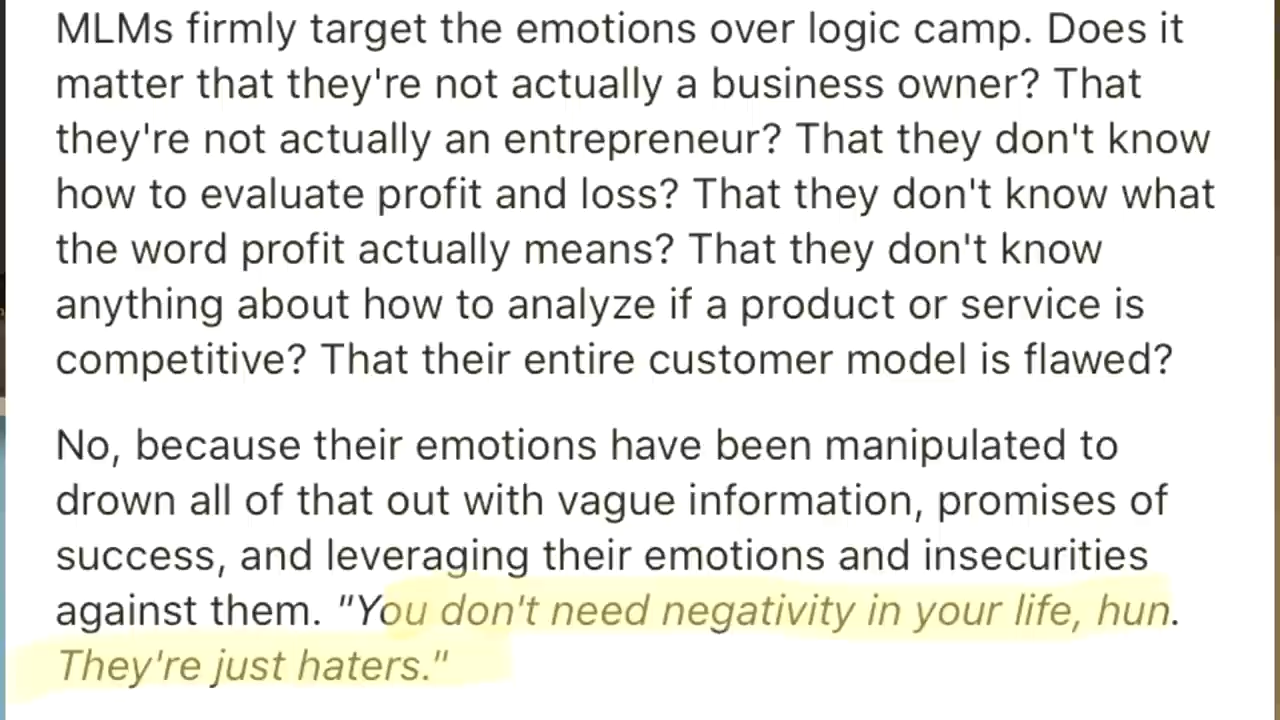 MLMs firmly target the emotions over logic camp. Does it
matter that they're not actually a business owner? That
they're not actually an entrepreneur? That they don't know
how to evaluate profit and loss? That they don't know what
the word profit actually means? That they don't know
anything about how to analyze if a product or service is
competitive? That their entire customer model is flawed?
No, because their emotions have been manipulated to
drown all of that out with vague information, promises of
success, and leveraging their emotions and insecurities
against them. "You don't need negativity in your life, hun.
They're just haters."